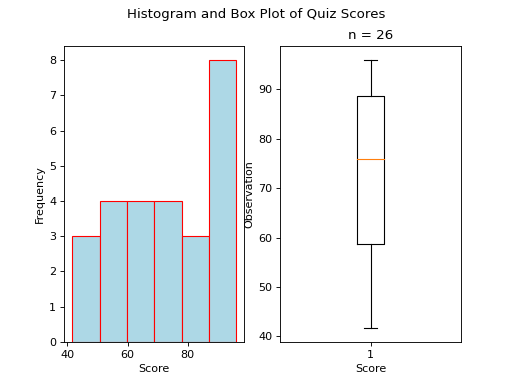 Histogram and Box Plot of Quiz Scores
n = 26
8
7
6
5
4
3
2
1
0
Frequency
40 60 80
Score
90
80
70
60
50
40
Observation
1
Score